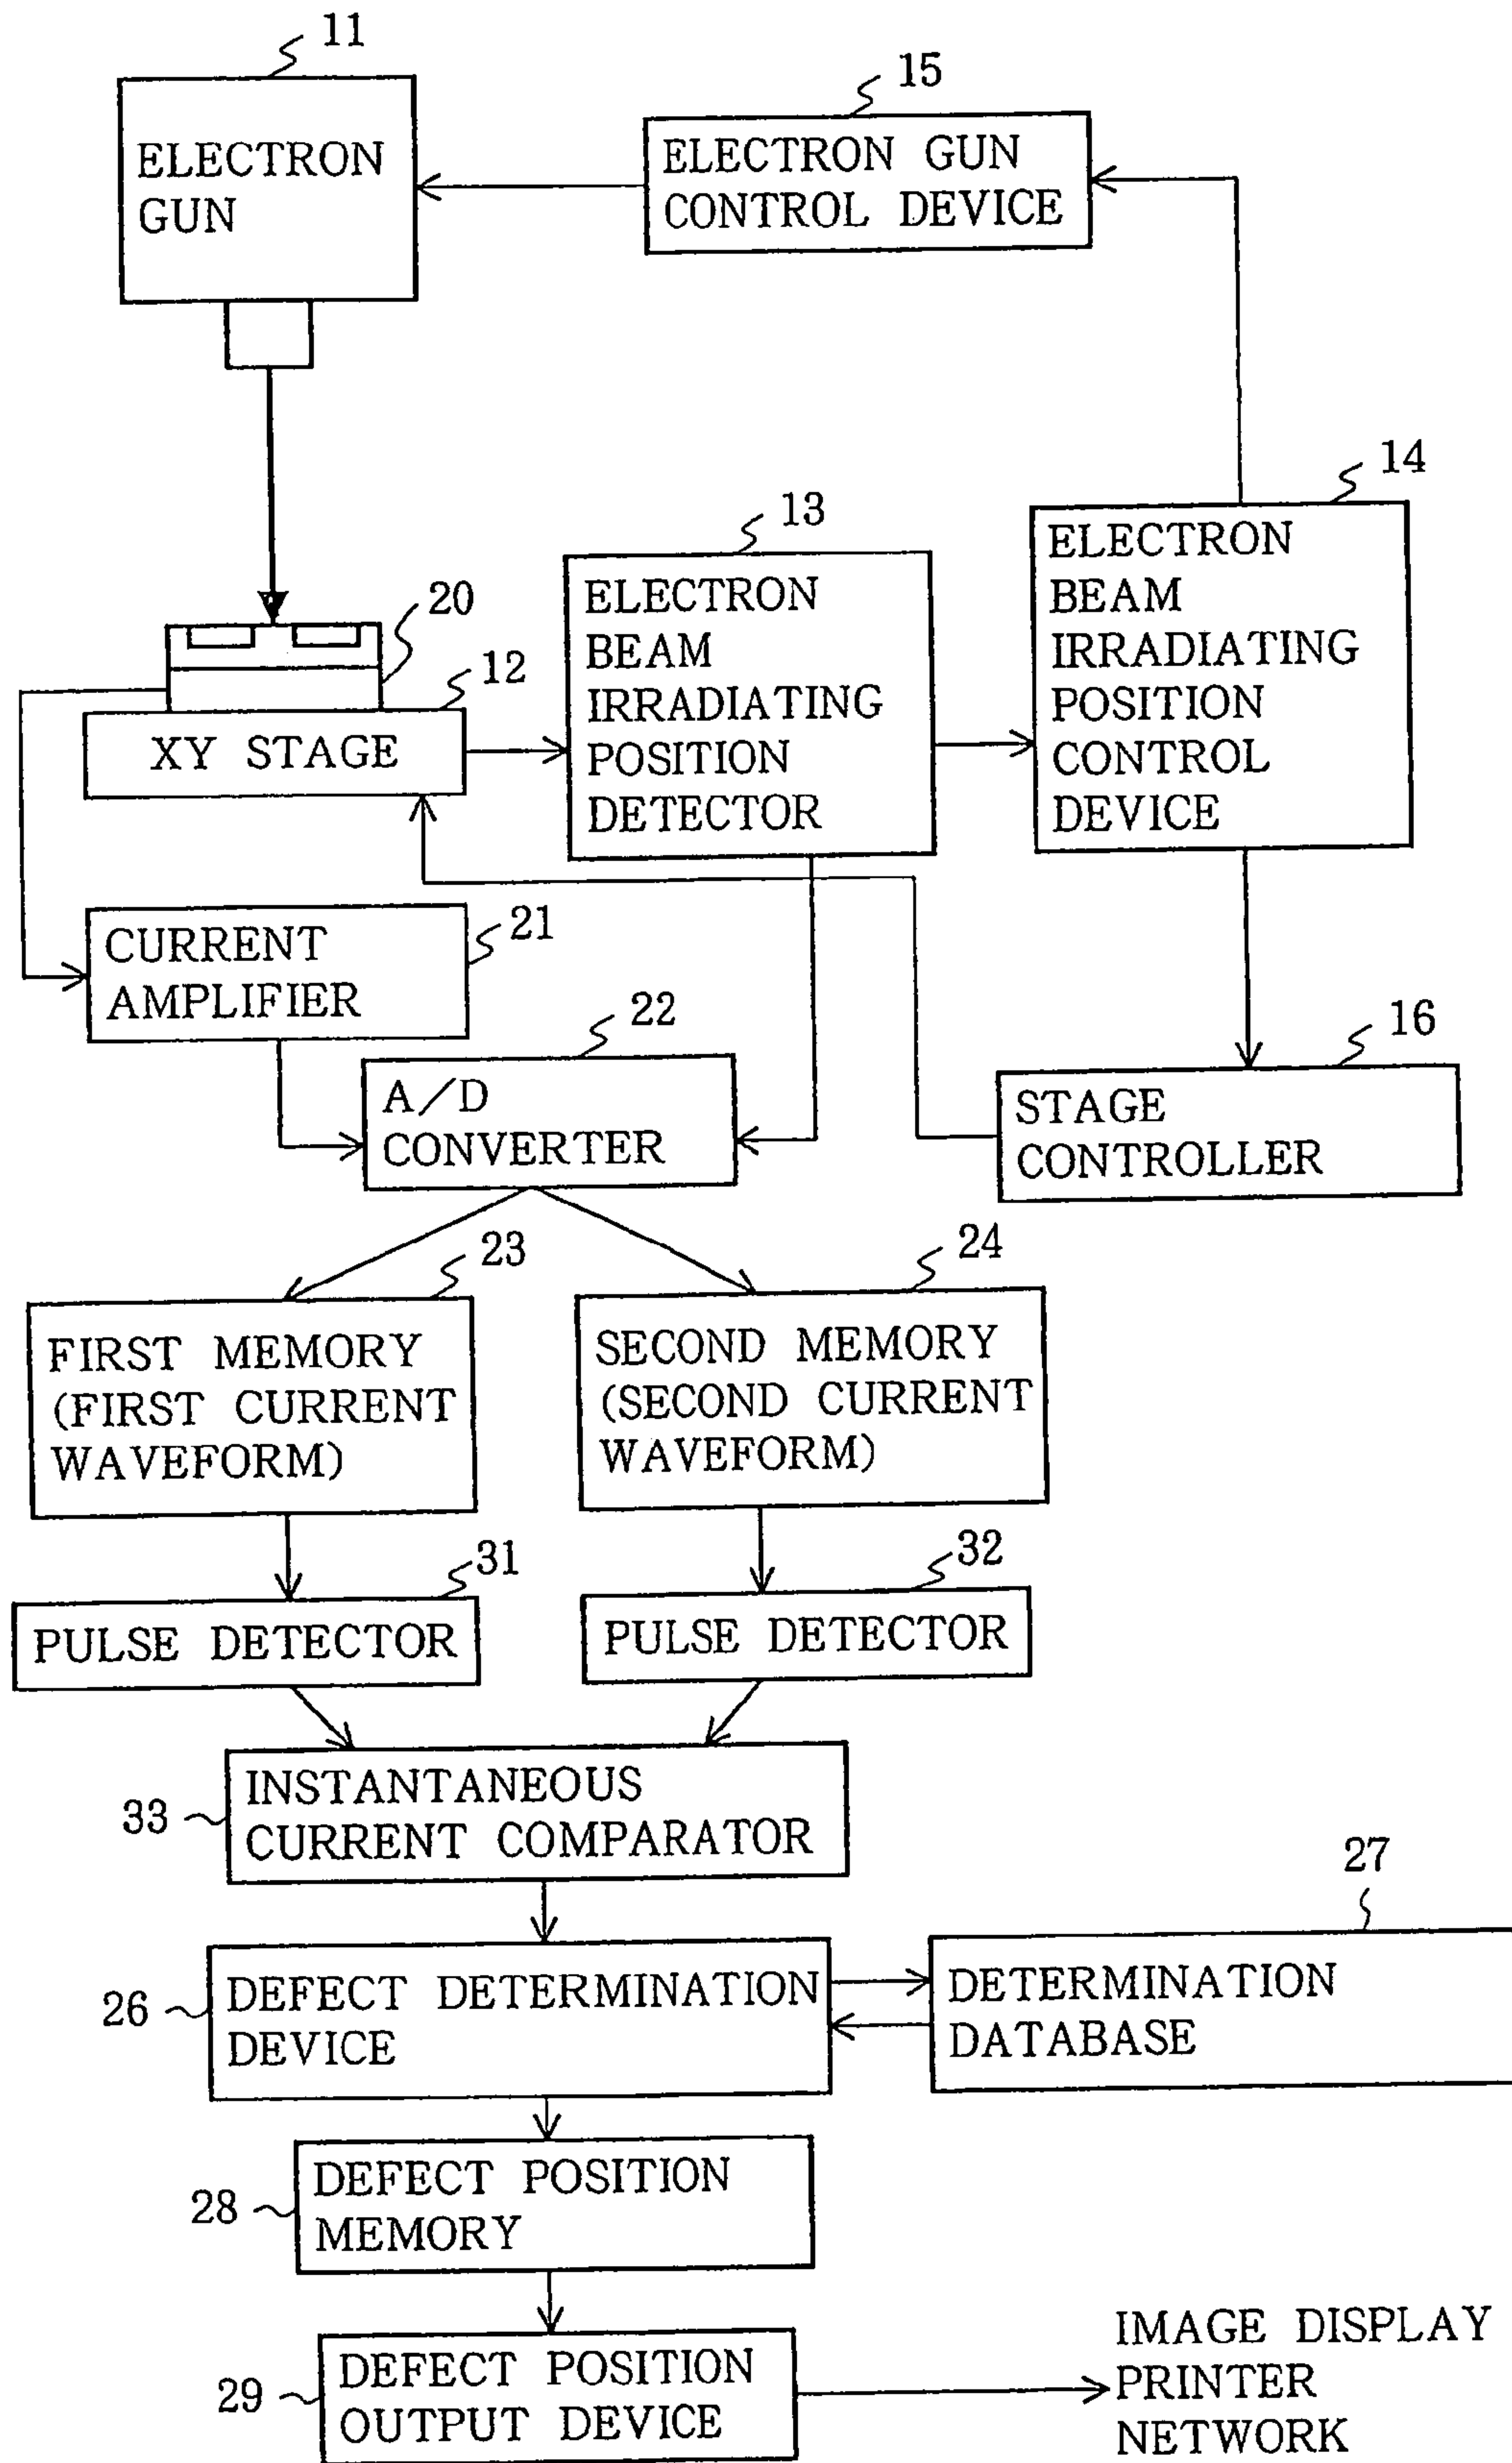 11
ELECTRON
GUN
15
ELECTRON GUN
CONTROL DEVICE
14
ELECTRON
BEAM
IRRADIATING
POSITION
CONTROL
DEVICE
13
ELECTRON
BEAM
IRRADIATING
POSITION
DETECTOR
20
12
XY STAGE
21
CURRENT
AMPLIFIER
22
A/D
CONVERTER
16
STAGE
CONTROLLER
23
FIRST MEMORY
(FIRST CURRENT
WAVEFORM)
24
SECOND MEMORY
(SECOND CURRENT
WAVEFORM)
31
PULSE DETECTOR
32
PULSE DETECTOR
33
INSTANTANEOUS
CURRENT COMPARATOR
26
DEFECT DETERMINATION
DEVICE
27
DETERMINATION
DATABASE
28
DEFECT POSITION
MEMORY
29
DEFECT POSITION
OUTPUT DEVICE
IMAGE DISPLAY
PRINTER
NETWORK